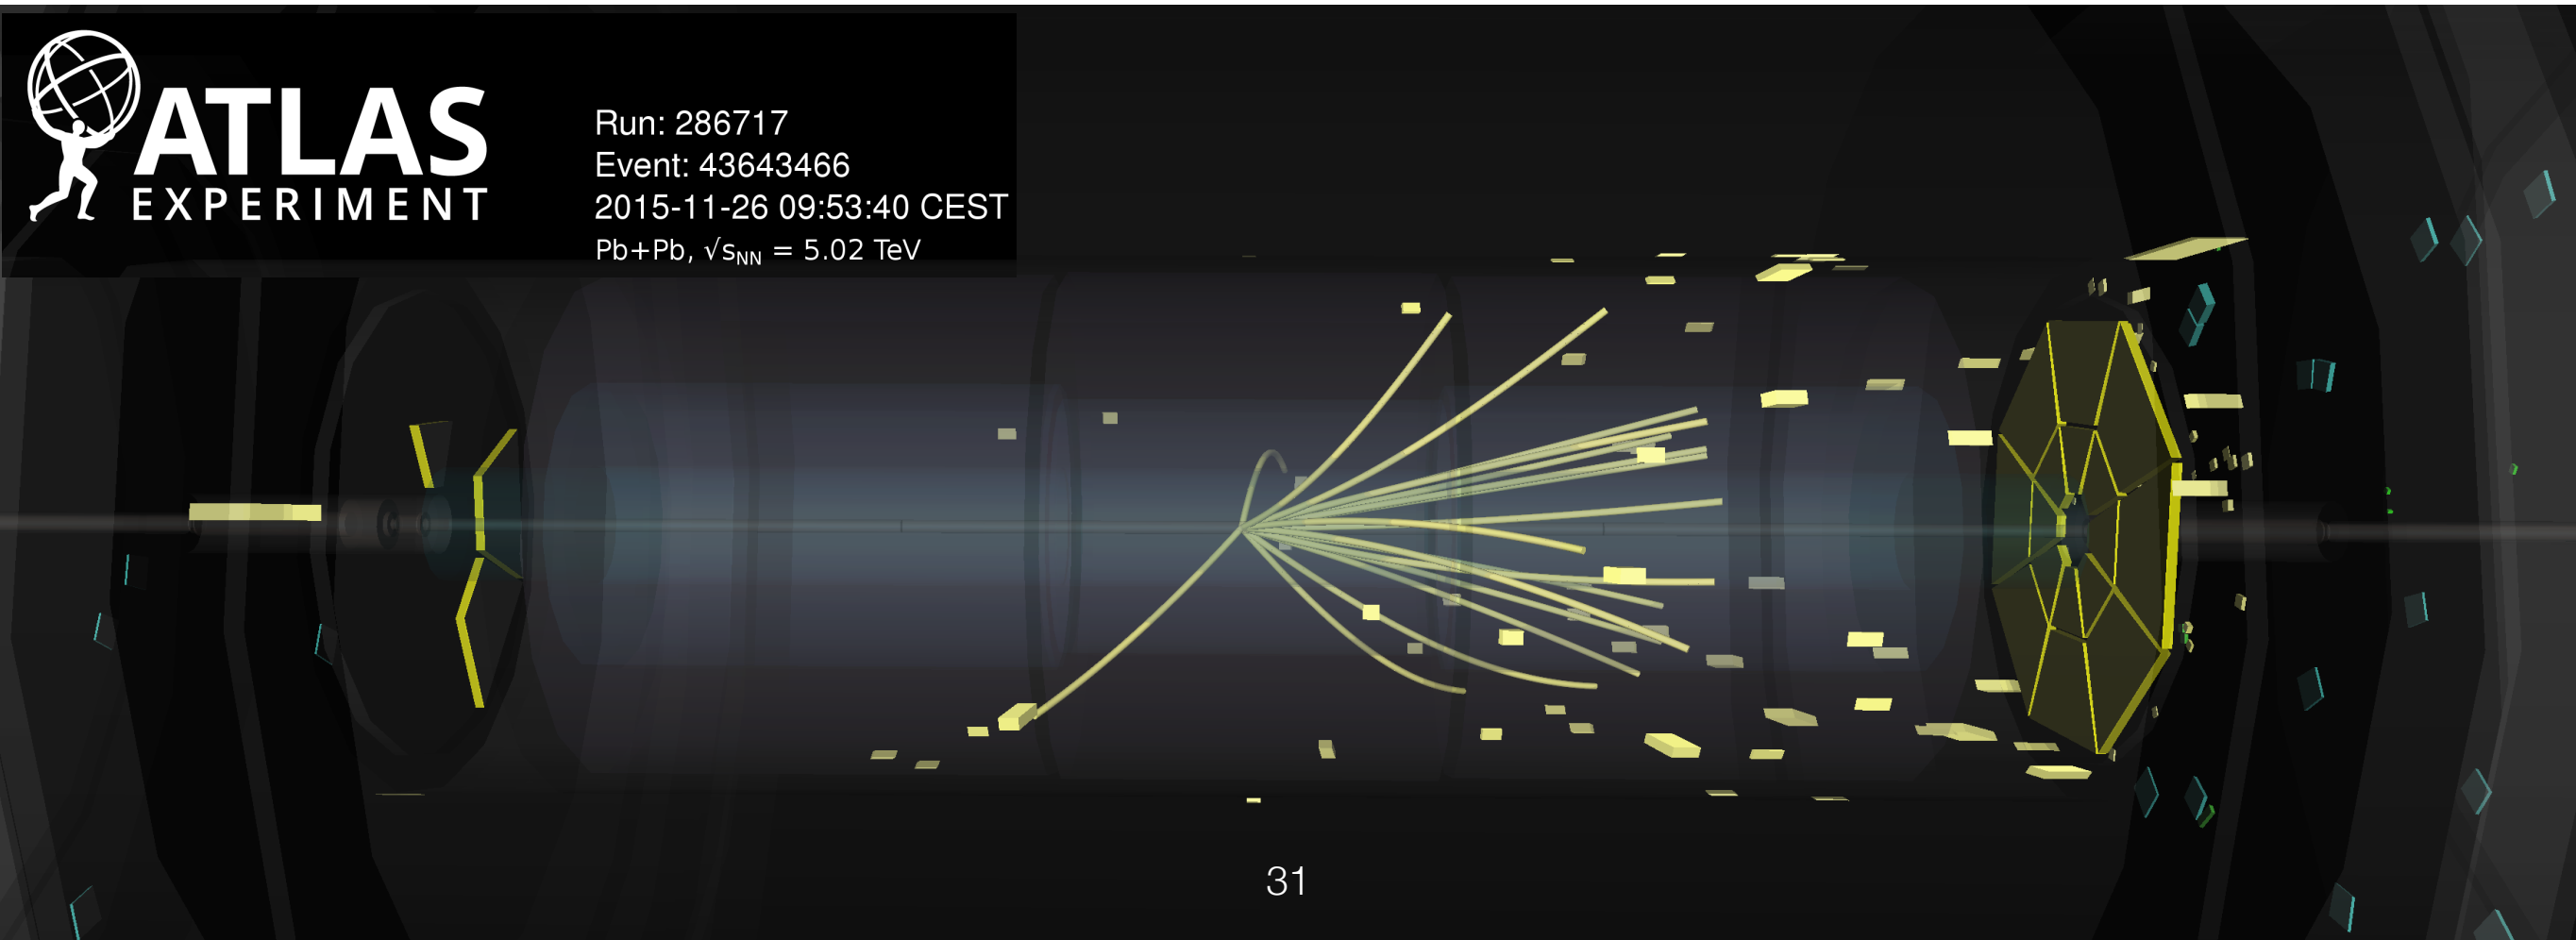 ATLAS
EXPERIMENT
Run: 286717
Event: 43643466
2015-11-26 09:53:40 CEST
Pb+Pb, √sNN = 5.02 TeV
31